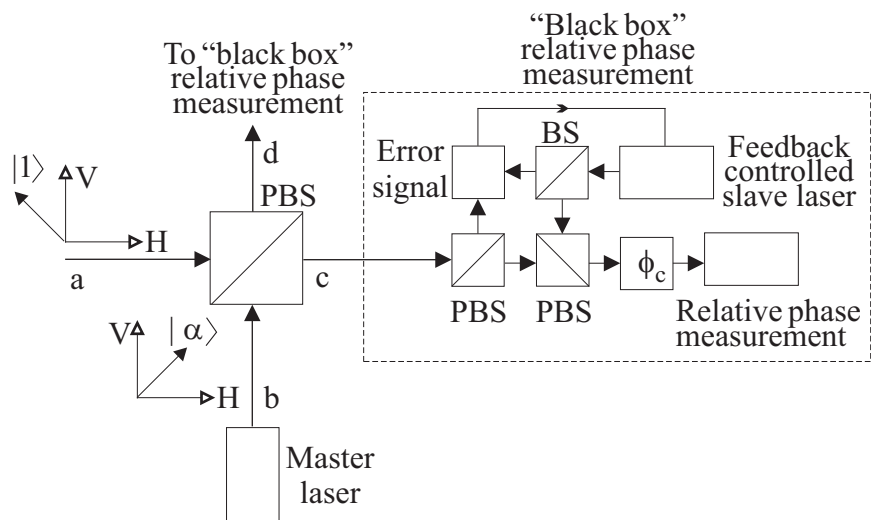 To “black box”
relative phase
measurement
“Black box”
relative phase
measurement
d
PBS
|1⟩
V
H
a
c
V
|α⟩
H
b
Master
laser
BS
Error
signal
Feedback
controlled
slave laser
PBS
PBS
ϕc
Relative phase
measurement